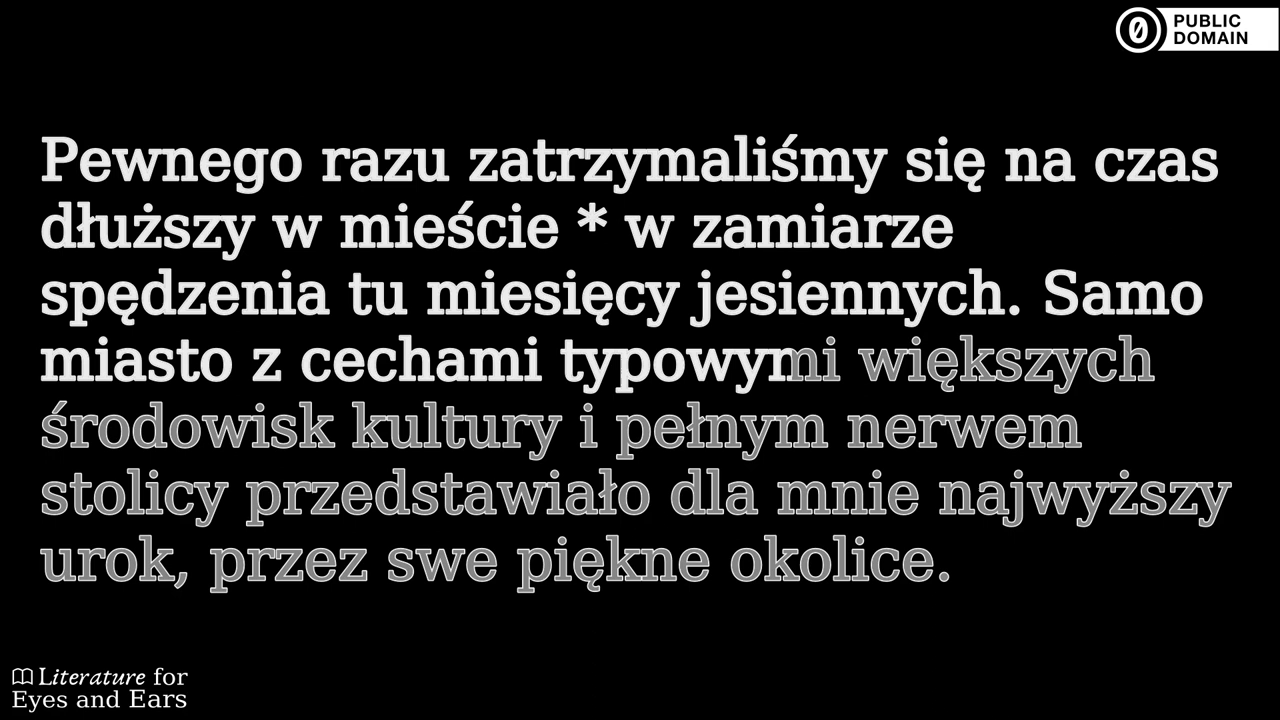 PUBLIC
DOMAIN
Pewnego razu zatrzymaliśmy się na czas
dłuższy w mieście * w zamiarze
spędzenia tu miesięcy jesiennych. Samo
miasto z cechami typowymi większych
środowisk kultury i pełnym nerwem
stolicy przedstawiało dla mnie najwyższy
urok, przez swe piękne okolice.
Literature for
Eyes and Ears